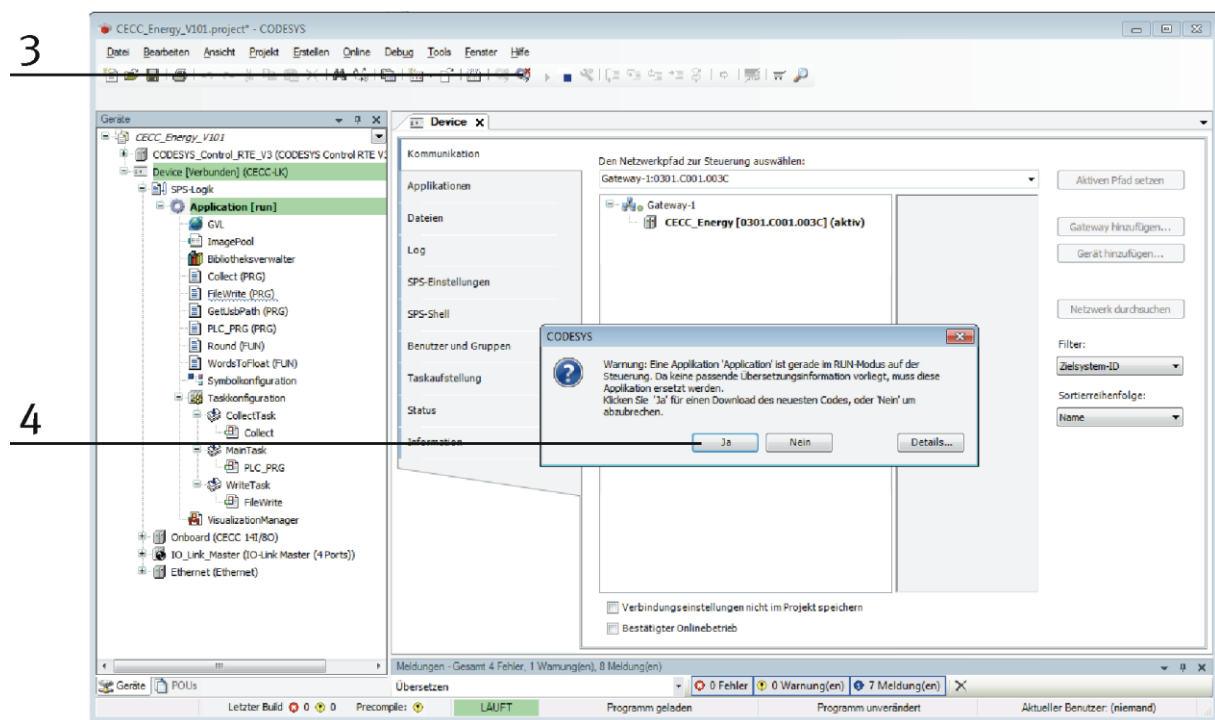 3
4
CECC_Energy_V101.project* - CODESYS
Datei Bearbeiten Ansicht Projekt Erstellen Online Debug Tools Fenster Hilfe
Geräte
CECC_Energy_V101
CODESYS_Control_RTE_V3 (CODESYS Control RTE V3
Device [Verbunden] (CECC-LK)
SPS-Logik
Application [run]
GVL
ImagePool
Bibliotheksverwalter
Collect (PRG)
FileWrite (PRG)
GetUsbPath (PRG)
PLC_PRG (PRG)
Round (FUN)
WordsToFloat (FUN)
Symbolkonfiguration
Taskkonfiguration
CollectTask
Collect
MainTask
PLC_PRG
WriteTask
FileWrite
VisualizationManager
Onboard (CECC 14I/8O)
IO_Link_Master (IO-Link Master (4 Ports))
Ethernet (Ethernet)
Geräte POUs
Device
Kommunikation
Applikationen
Dateien
Log
SPS-Einstellungen
SPS-Shell
Benutzer und Gruppen
Taskaufstellung
Status
Information
Den Netzwerkpfad zur Steuerung auswählen:
Gateway-1:0301.C001.003C
Gateway-1
CECC_Energy [0301.C001.003C] (aktiv)
Aktiven Pfad setzen
Gateway hinzufügen...
Gerät hinzufügen...
Netzwerk durchsuchen
Filter:
Zielsystem-ID
Sortierreihenfolge:
Name
CODESYS
Warnung: Eine Applikation 'Application' ist gerade im RUN-Modus auf der
Steuerung. Da keine passende Übersetzungsinformation vorliegt, muss diese
Applikation ersetzt werden.
Klicken Sie 'Ja' für einen Download des neuesten Codes, oder 'Nein' um
abzubrechen.
Ja Nein Details...
Verbindungseinstellungen nicht im Projekt speichern
Bestätigter Onlinebetrieb
Meldungen - Gesamt 4 Fehler, 1 Warnung(en), 8 Meldung(en)
Übersetzen 0 Fehler 0 Warnung(en) 7 Meldung(en)
Letzter Build 0 0 Precompile: LÄUFT Programm geladen Programm unverändert Aktueller Benutzer: (niemand)